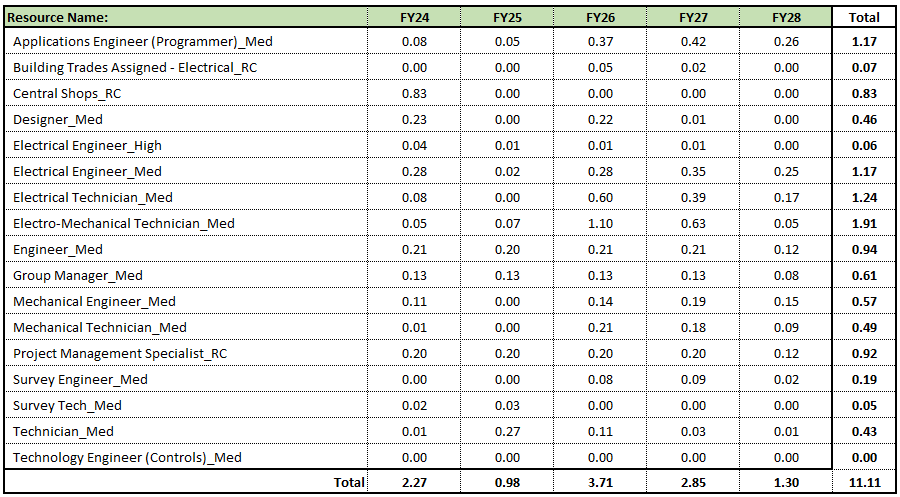 Resource Name: FY24 FY25 FY26 FY27 FY28 Total
Applications Engineer (Programmer)_Med 0.08 0.05 0.37 0.42 0.26 1.17
Building Trades Assigned - Electrical_RC 0.00 0.00 0.05 0.02 0.00 0.07
Central Shops_RC 0.83 0.00 0.00 0.00 0.00 0.83
Designer_Med 0.23 0.00 0.22 0.01 0.00 0.46
Electrical Engineer_High 0.04 0.01 0.01 0.01 0.00 0.06
Electrical Engineer_Med 0.28 0.02 0.28 0.35 0.25 1.17
Electrical Technician_Med 0.08 0.00 0.60 0.39 0.17 1.24
Electro-Mechanical Technician_Med 0.05 0.07 1.10 0.63 0.05 1.91
Engineer_Med 0.21 0.20 0.21 0.21 0.12 0.94
Group Manager_Med 0.13 0.13 0.13 0.13 0.08 0.61
Mechanical Engineer_Med 0.11 0.00 0.14 0.19 0.15 0.57
Mechanical Technician_Med 0.01 0.00 0.21 0.18 0.09 0.49
Project Management Specialist_RC 0.20 0.20 0.20 0.20 0.12 0.92
Survey Engineer_Med 0.00 0.00 0.08 0.09 0.02 0.19
Survey Tech_Med 0.02 0.03 0.00 0.00 0.00 0.05
Technician_Med 0.01 0.27 0.11 0.03 0.01 0.43
Technology Engineer (Controls)_Med 0.00 0.00 0.00 0.00 0.00 0.00
Total 2.27 0.98 3.71 2.85 1.30 11.11